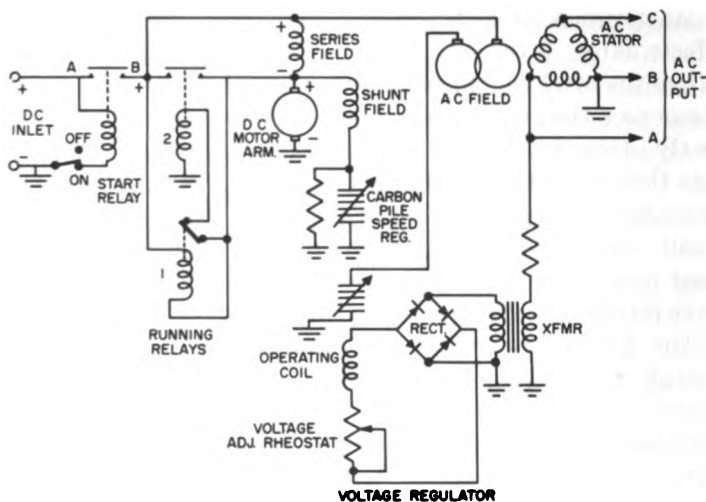 A
B
+
+
-
DC
INLET
OFF
ON
START
RELAY
2
1
RUNNING
RELAYS
+
-
SERIES
FIELD
+
D C
MOTOR
ARM.
-
SHUNT
FIELD
CARBON
PILE
SPEED
REG.
A C FIELD
A C
STATOR
C
B
A
A C
OUT-
PUT
OPERATING
COIL
RECT.
XFMR
VOLTAGE
ADJ. RHEOSTAT
VOLTAGE REGULATOR